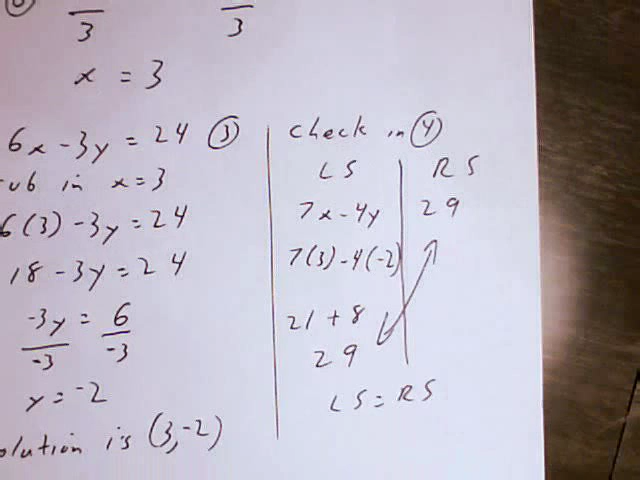 3 3
x = 3
6x - 3y = 24 ③
sub in x = 3
6(3) - 3y = 24
18 - 3y = 24
-3y = 6
-3 -3
y = -2
solution is (3, -2)
check in ④
LS RS
7x - 4y 29
7(3) - 4(-2)
21 + 8
29
LS = RS